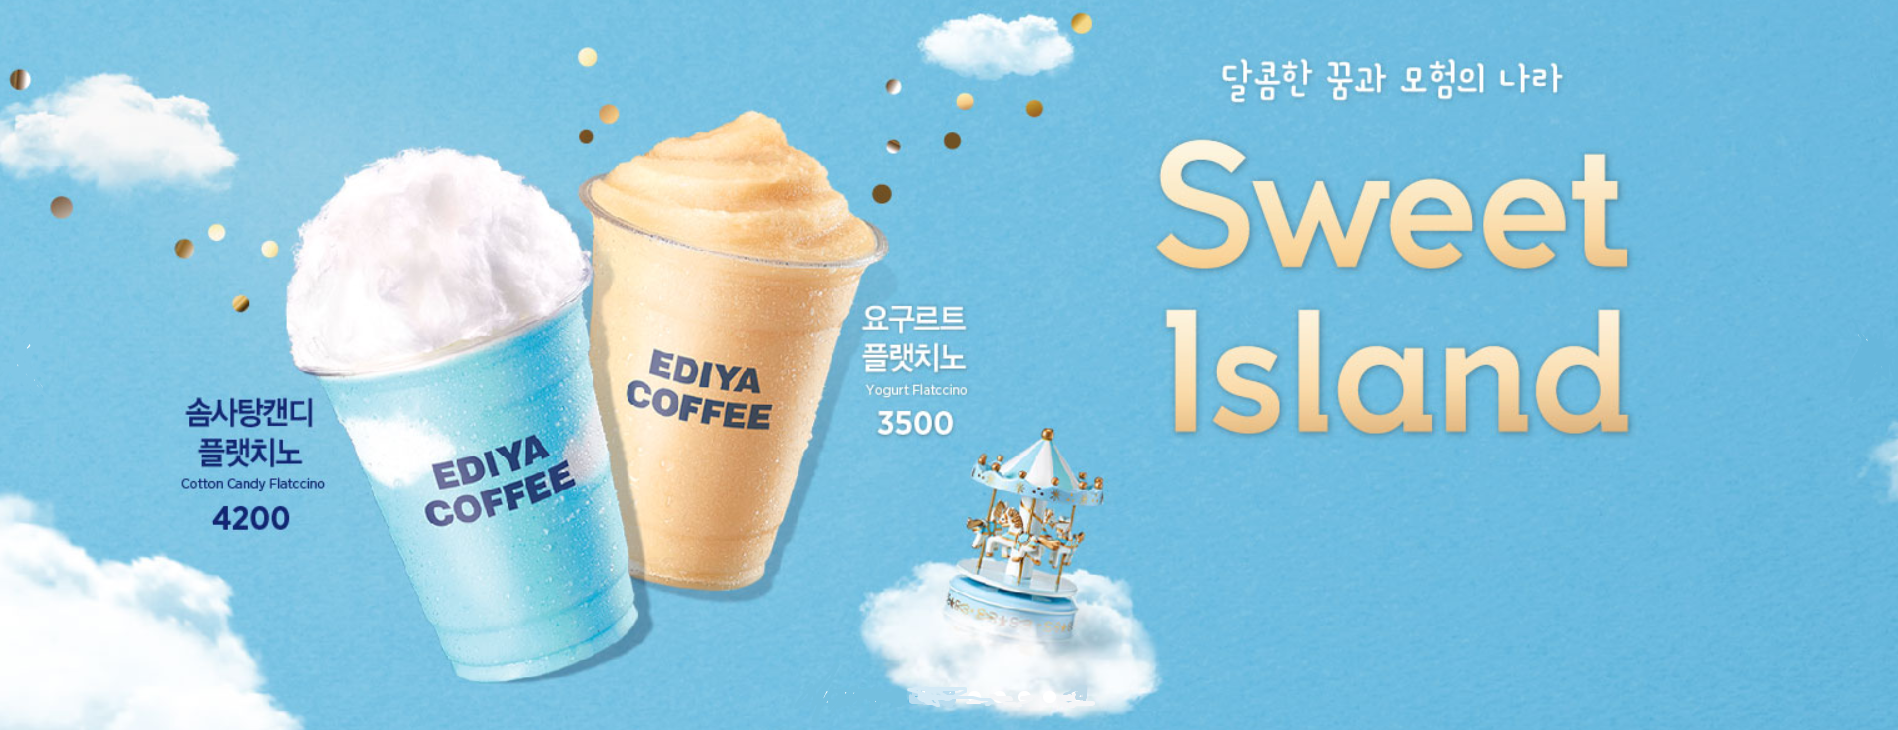 달콤한 꿈과 모험의 나라
Sweet
Island
솜사탕캔디
플랫치노
Cotton Candy Flatccino
4200
EDIYA
COFFEE
EDIYA
COFFEE
요구르트
플랫치노
Yogurt Flatccino
3500